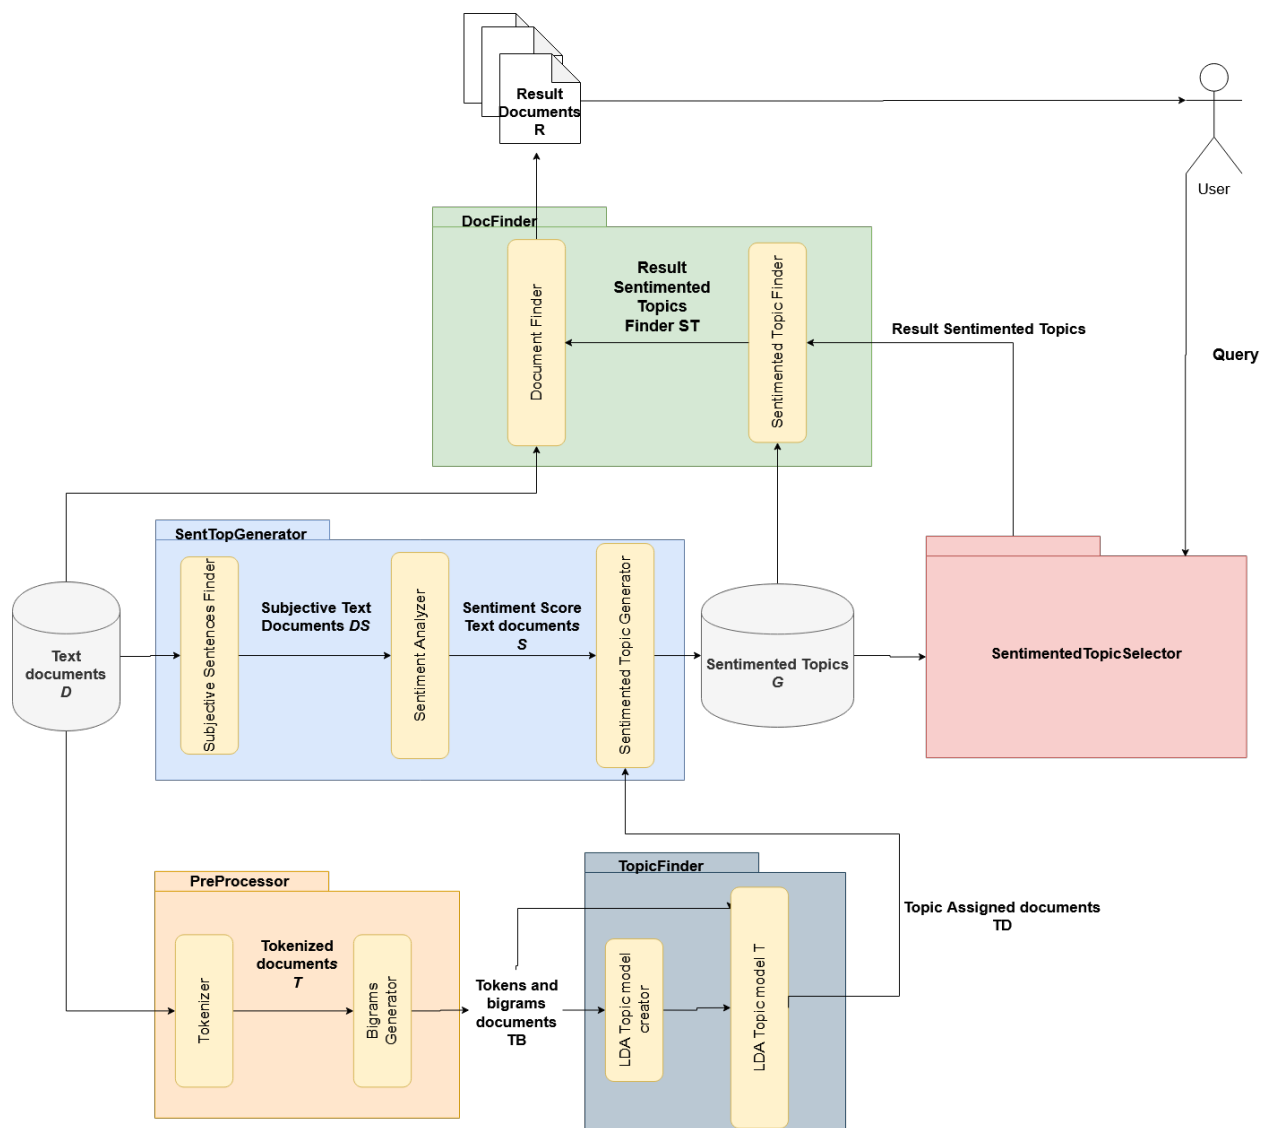 Result
Documents
R
User
DocFinder
Document Finder
Result
Sentimented
Topics
Finder ST
Sentimented Topic Finder
Result Sentimented Topics
Query
SentTopGenerator
Subjective Sentences Finder
Subjective Text
Documents DS
Sentiment Analyzer
Sentiment Score
Text documents
S
Sentimented Topic Generator
Text
documents
D
Sentimented Topics
G
SentimentedTopicSelector
PreProcessor
Tokenizer
Tokenized
documents
T
Bigrams
Generator
Tokens and
bigrams
documents
TB
TopicFinder
LDA Topic model
creator
LDA Topic model T
Topic Assigned documents
TD